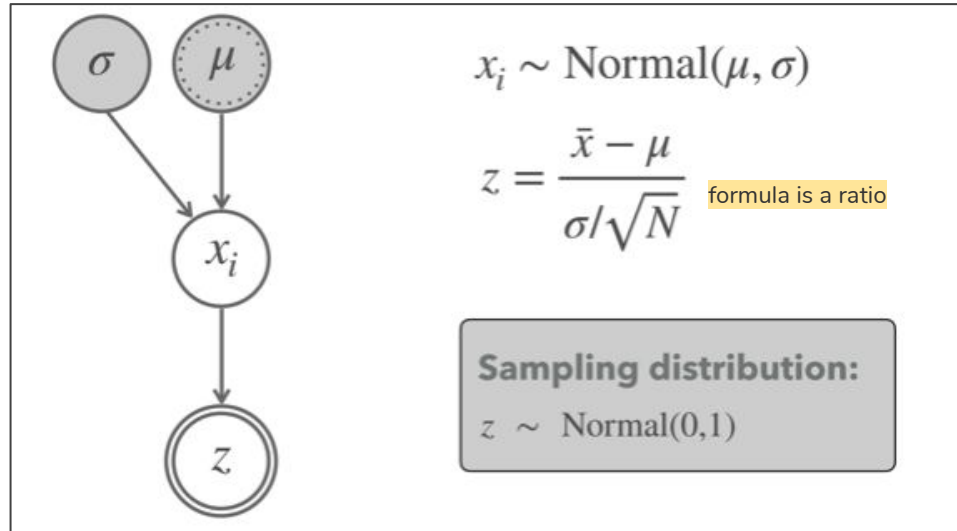 σ μ
x_i
z
x_i ~ Normal(μ, σ)
z = (x̄ − μ) / (σ/√N)
formula is a ratio
Sampling distribution:
z ~ Normal(0,1)